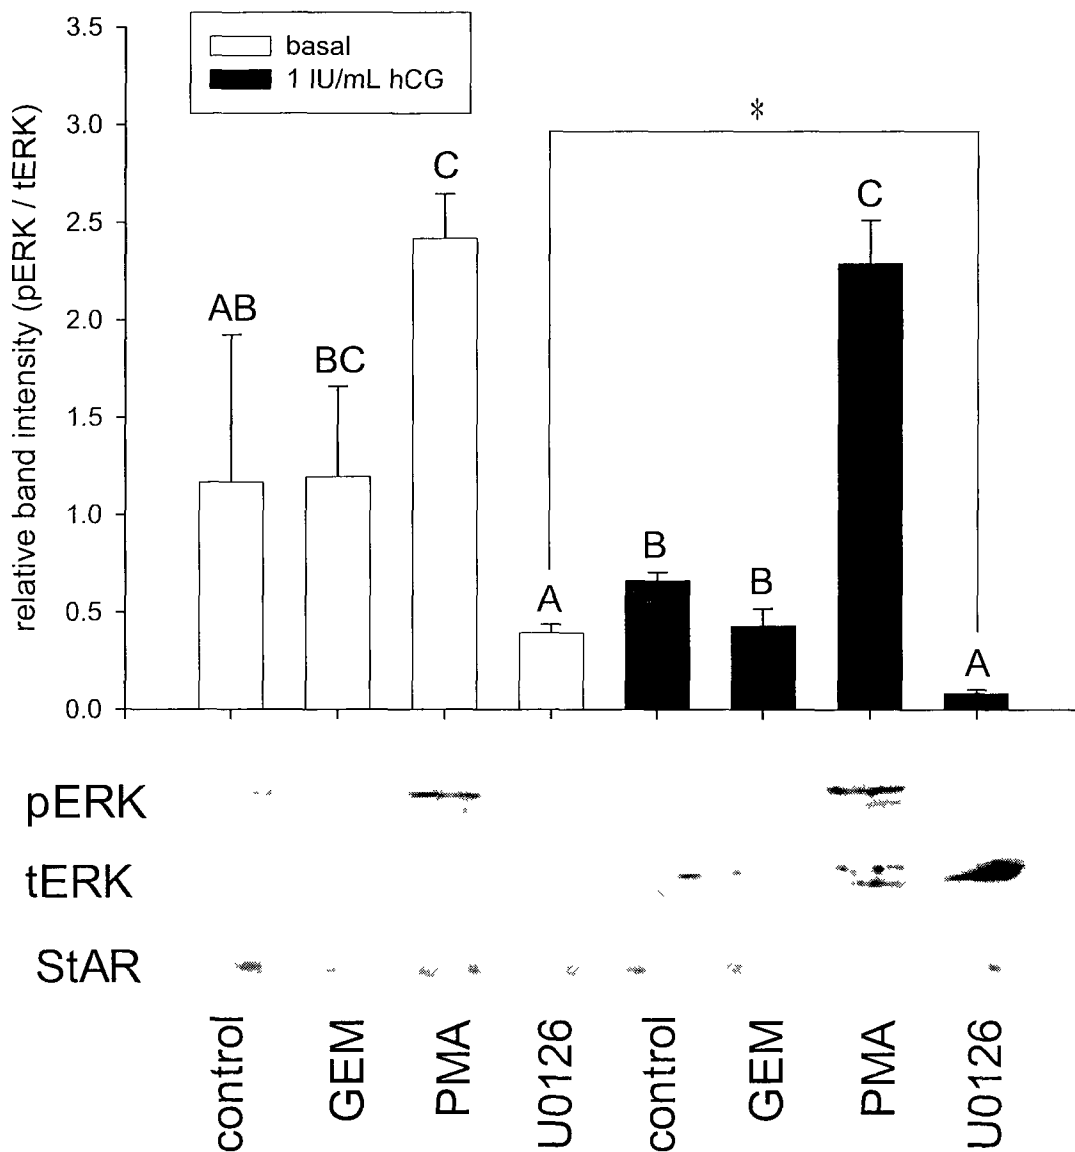 basal
1 IU/mL hCG
relative band intensity (pERK / tERK)
3.5
3.0
2.5
2.0
1.5
1.0
0.5
0.0
AB
BC
C
A
B
B
C
A
*
pERK
tERK
StAR
control
GEM
PMA
U0126
control
GEM
PMA
U0126